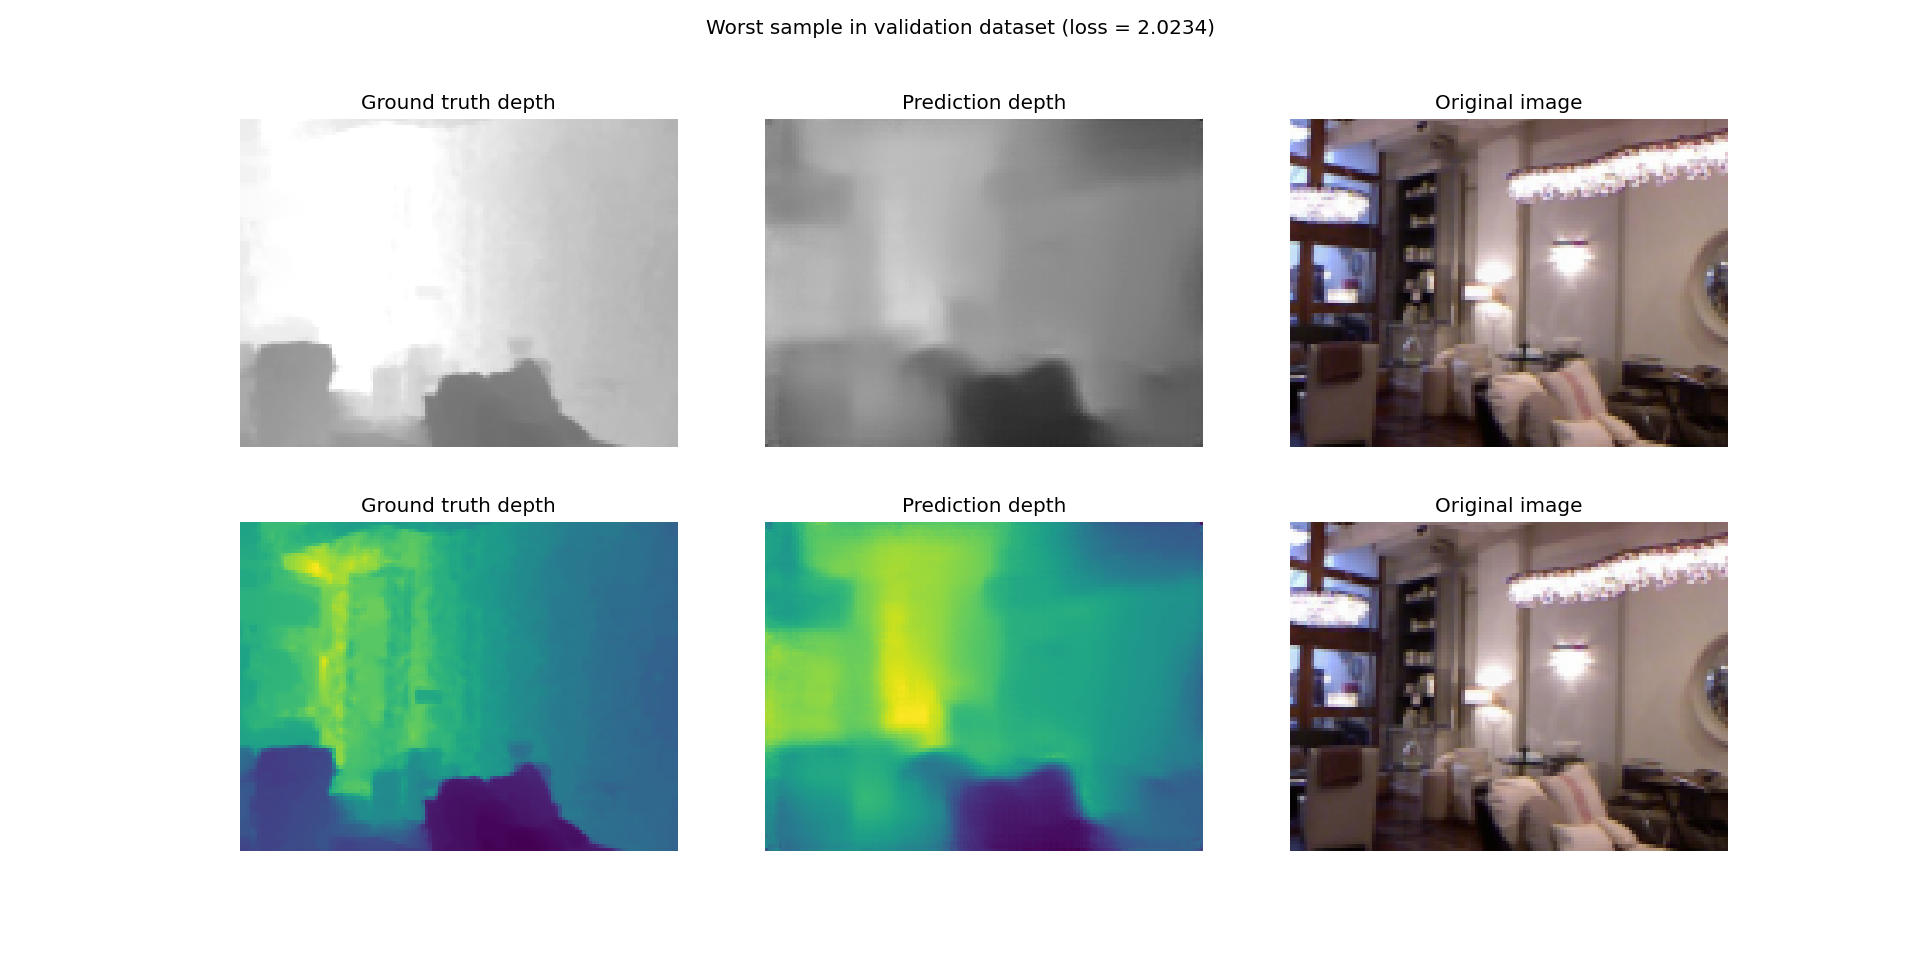 Worst sample in validation dataset (loss = 2.0234)
Ground truth depth
Prediction depth
Original image
Ground truth depth
Prediction depth
Original image